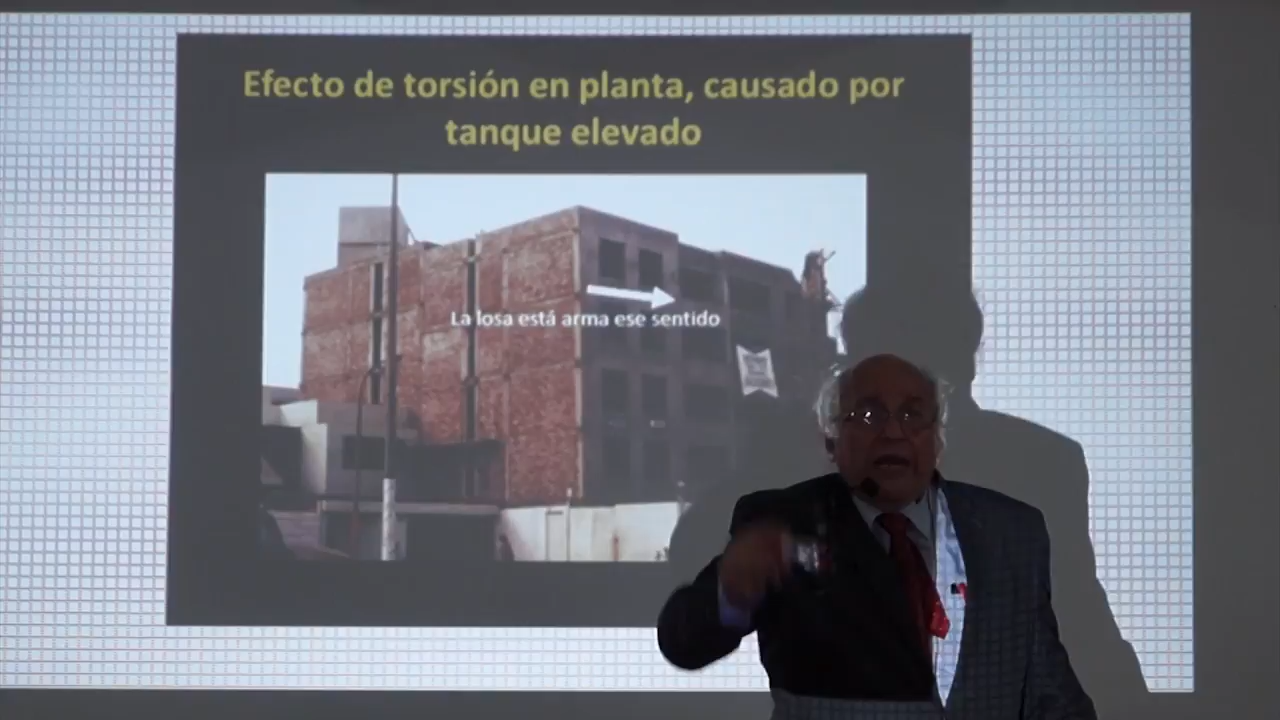 Efecto de torsión en planta, causado por
tanque elevado
La losa está arma ese sentido